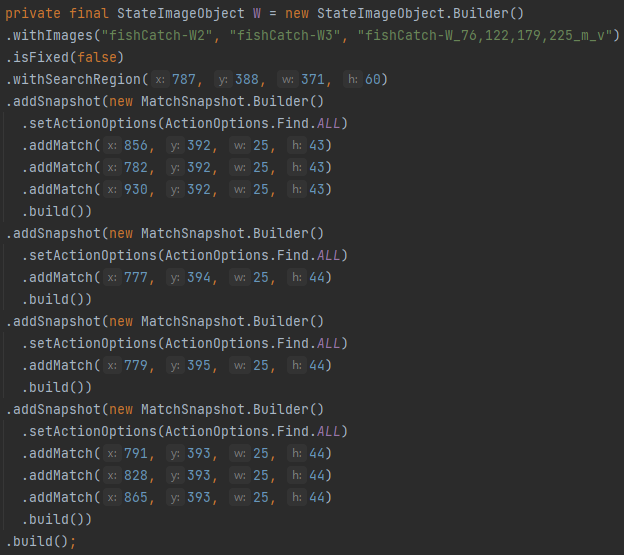 private final StateImageObject W = new StateImageObject.Builder()
.withImages("fishCatch-W2", "fishCatch-W3", "fishCatch-W_76,122,179,225_m_v")
.isFixed(false)
.withSearchRegion( x: 787, y: 388, w: 371, h: 60)
.addSnapshot(new MatchSnapshot.Builder()
.setActionOptions(ActionOptions.Find.ALL)
.addMatch( x: 856, y: 392, w: 25, h: 43)
.addMatch( x: 782, y: 392, w: 25, h: 43)
.addMatch( x: 930, y: 392, w: 25, h: 43)
.build())
.addSnapshot(new MatchSnapshot.Builder()
.setActionOptions(ActionOptions.Find.ALL)
.addMatch( x: 777, y: 394, w: 25, h: 44)
.build())
.addSnapshot(new MatchSnapshot.Builder()
.setActionOptions(ActionOptions.Find.ALL)
.addMatch( x: 779, y: 395, w: 25, h: 44)
.build())
.addSnapshot(new MatchSnapshot.Builder()
.setActionOptions(ActionOptions.Find.ALL)
.addMatch( x: 791, y: 393, w: 25, h: 44)
.addMatch( x: 828, y: 393, w: 25, h: 44)
.addMatch( x: 865, y: 393, w: 25, h: 44)
.build())
.build();